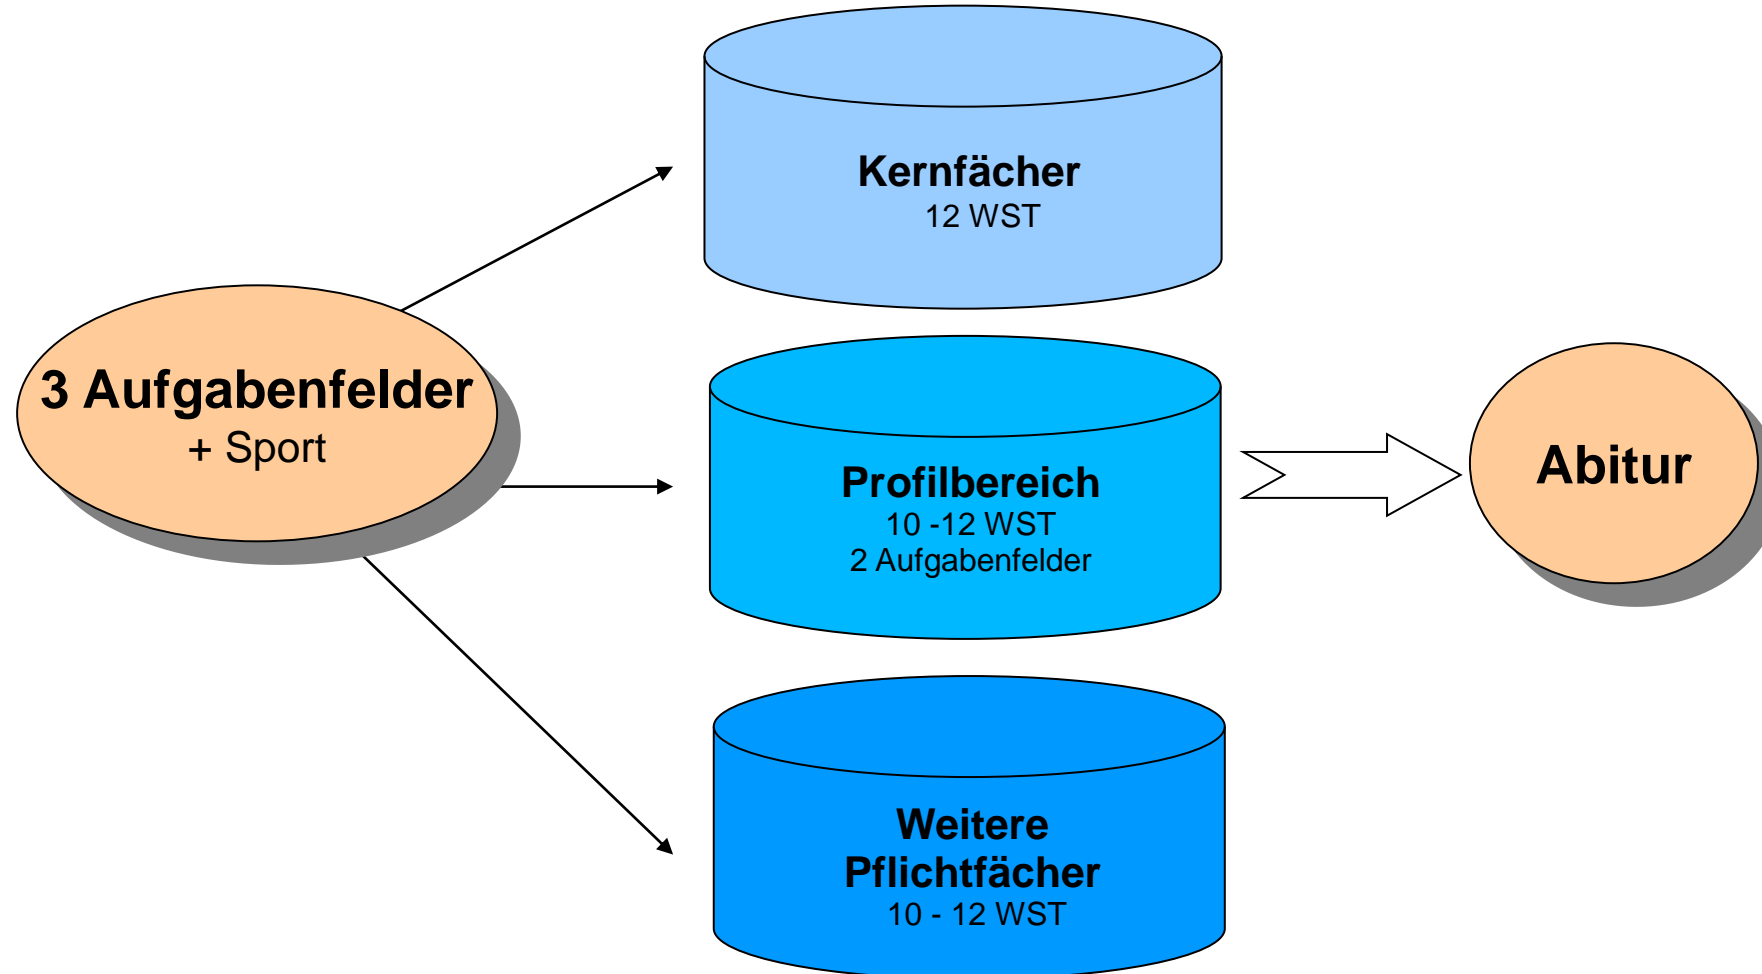 3 Aufgabenfelder
+ Sport
Kernfächer
12 WST
Profilbereich
10 -12 WST
2 Aufgabenfelder
Weitere
Pflichtfächer
10 - 12 WST
Abitur